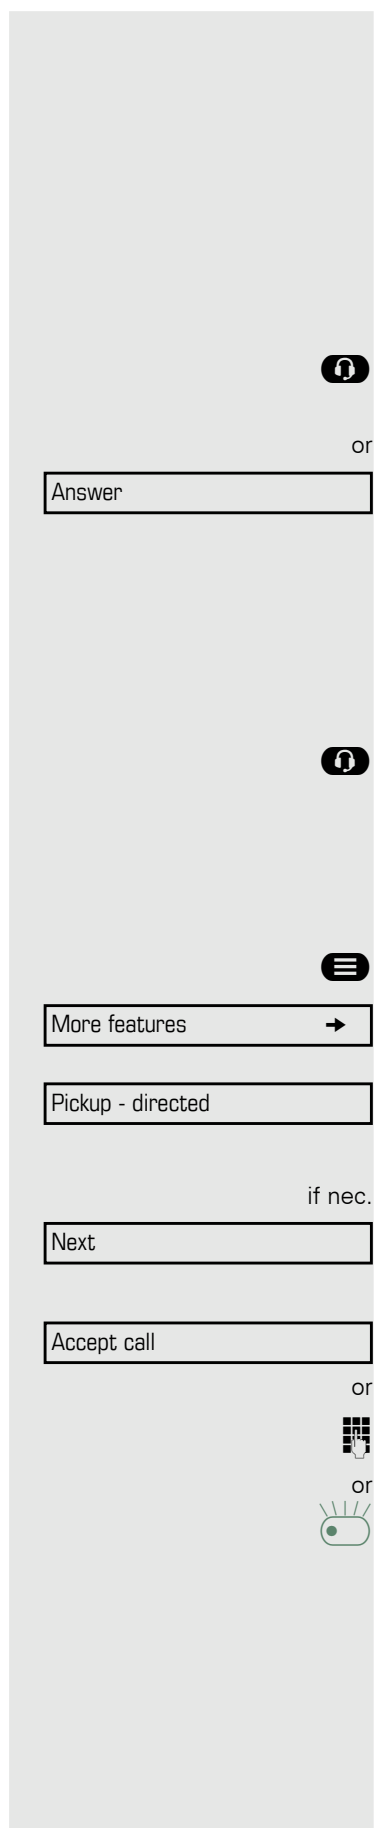 or
Answer
More features
Pickup - directed
if nec.
Next
Accept call
or
or